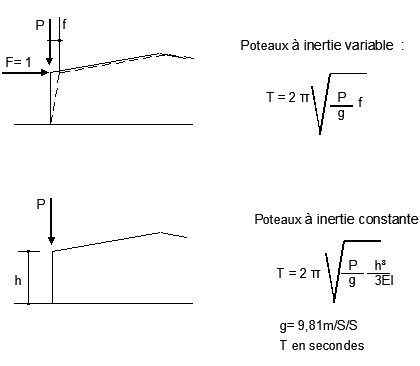 P f
F= 1
Poteaux à inertie variable :
T = 2 π √ P/g f
P
h
Poteaux à inertie constante
T = 2 π √ P/g h³/3EI
g= 9,81m/S/S
T en secondes